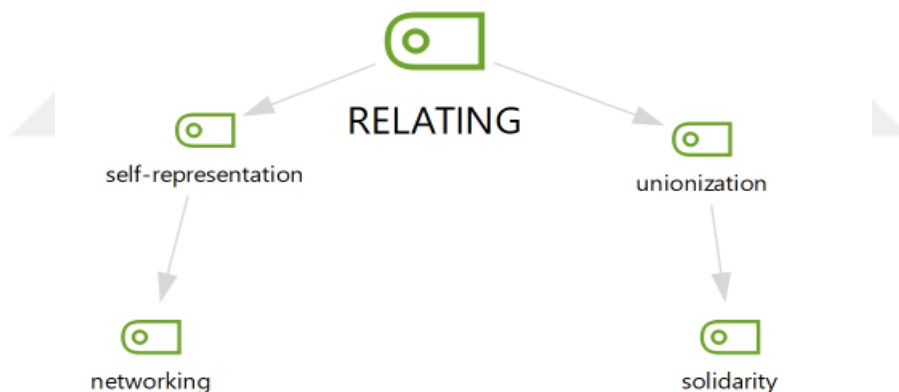 RELATING
self-representation
unionization
networking
solidarity